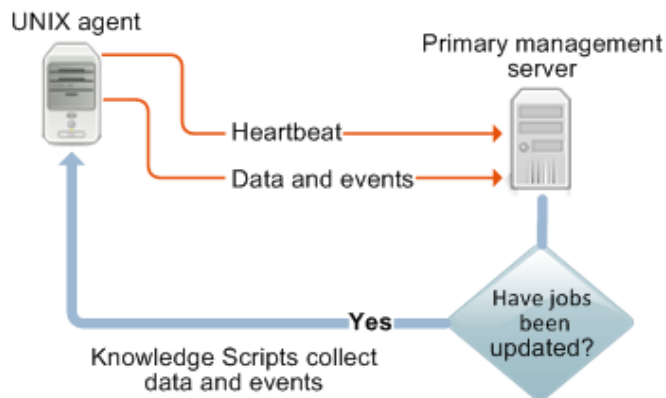 UNIX agent
Primary management
server
Heartbeat
Data and events
Have jobs
been
updated?
Yes
Knowledge Scripts collect
data and events